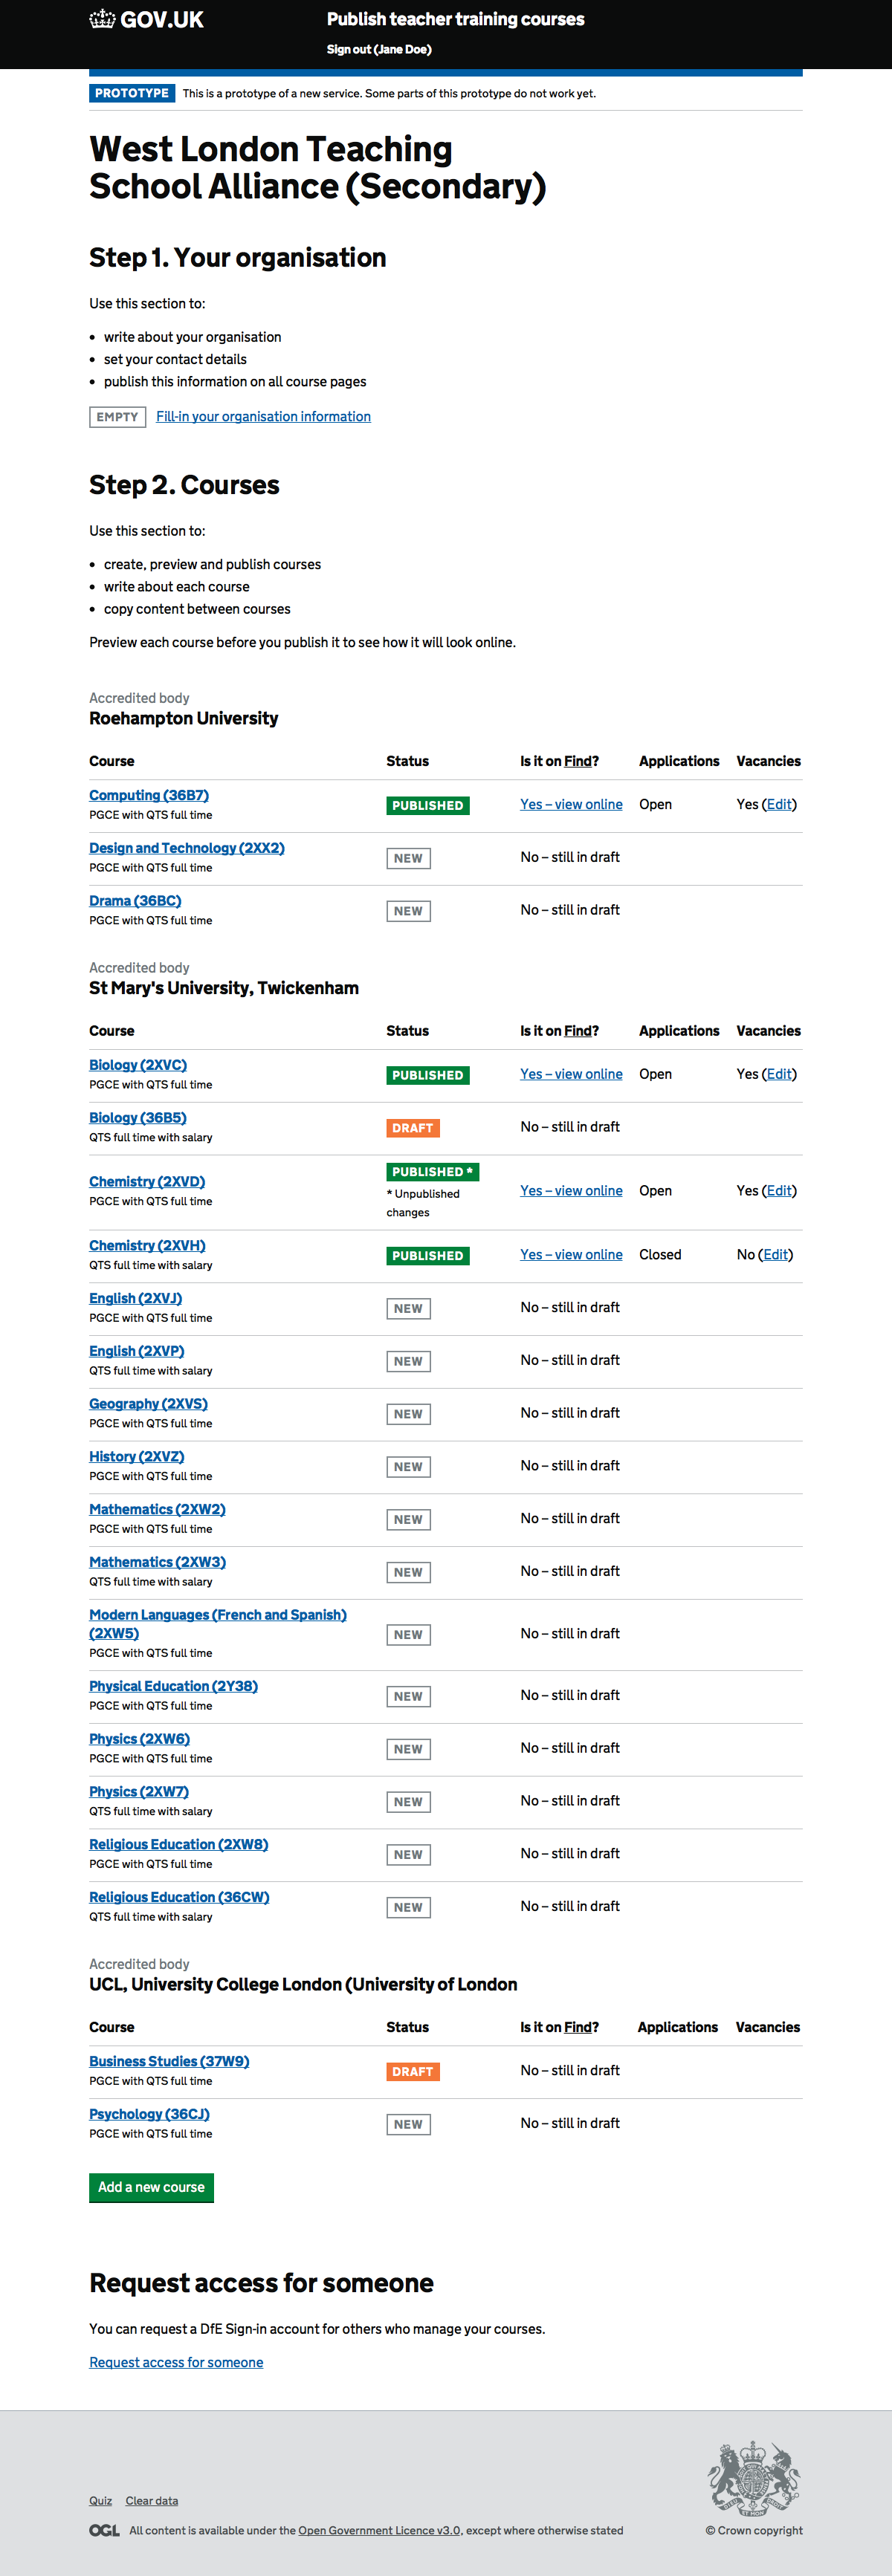 GOV.UK
Publish teacher training courses
Sign out (Jane Doe)
PROTOTYPE This is a prototype of a new service. Some parts of this prototype do not work yet.
West London Teaching
School Alliance (Secondary)
Step 1. Your organisation
Use this section to:
• write about your organisation
• set your contact details
• publish this information on all course pages
EMPTY Fill-in your organisation information
Step 2. Courses
Use this section to:
• create, preview and publish courses
• write about each course
• copy content between courses
Preview each course before you publish it to see how it will look online.
Accredited body
Roehampton University
Course Status Is it on Find? Applications Vacancies
Computing (36B7)
PGCE with QTS full time
PUBLISHED Yes – view online Open Yes (Edit)
Design and Technology (2XX2)
PGCE with QTS full time
NEW No – still in draft
Drama (36BC)
PGCE with QTS full time
NEW No – still in draft
Accredited body
St Mary's University, Twickenham
Course Status Is it on Find? Applications Vacancies
Biology (2XVC)
PGCE with QTS full time
PUBLISHED Yes – view online Open Yes (Edit)
Biology (36B5)
QTS full time with salary
DRAFT No – still in draft
Chemistry (2XVD)
PGCE with QTS full time
PUBLISHED *
* Unpublished
changes
Yes – view online Open Yes (Edit)
Chemistry (2XVH)
QTS full time with salary
PUBLISHED Yes – view online Closed No (Edit)
English (2XVJ)
PGCE with QTS full time
NEW No – still in draft
English (2XVP)
QTS full time with salary
NEW No – still in draft
Geography (2XVS)
PGCE with QTS full time
NEW No – still in draft
History (2XVZ)
PGCE with QTS full time
NEW No – still in draft
Mathematics (2XW2)
PGCE with QTS full time
NEW No – still in draft
Mathematics (2XW3)
QTS full time with salary
NEW No – still in draft
Modern Languages (French and Spanish)
(2XW5)
PGCE with QTS full time
NEW No – still in draft
Physical Education (2Y38)
PGCE with QTS full time
NEW No – still in draft
Physics (2XW6)
PGCE with QTS full time
NEW No – still in draft
Physics (2XW7)
QTS full time with salary
NEW No – still in draft
Religious Education (2XW8)
PGCE with QTS full time
NEW No – still in draft
Religious Education (36CW)
QTS full time with salary
NEW No – still in draft
Accredited body
UCL, University College London (University of London
Course Status Is it on Find? Applications Vacancies
Business Studies (37W9)
PGCE with QTS full time
DRAFT No – still in draft
Psychology (36CJ)
PGCE with QTS full time
NEW No – still in draft
Add a new course
Request access for someone
You can request a DfE Sign-in account for others who manage your courses.
Request access for someone
Quiz Clear data
OGL All content is available under the Open Government Licence v3.0, except where otherwise stated
© Crown copyright